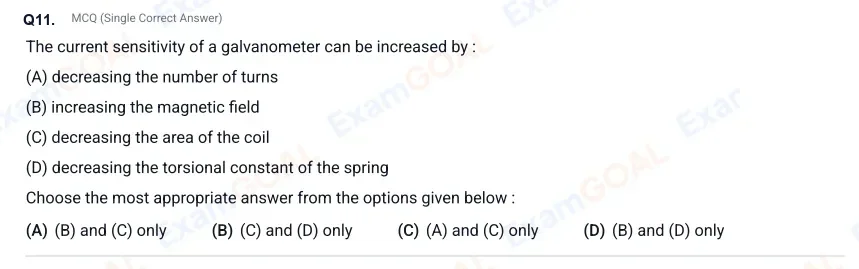 Q11. MCQ (Single Correct Answer)
The current sensitivity of a galvanometer can be increased by :
(A) decreasing the number of turns
(B) increasing the magnetic field
(C) decreasing the area of the coil
(D) decreasing the torsional constant of the spring
Choose the most appropriate answer from the options given below :
(A) (B) and (C) only (B) (C) and (D) only (C) (A) and (C) only (D) (B) and (D) only
ExamGOAL